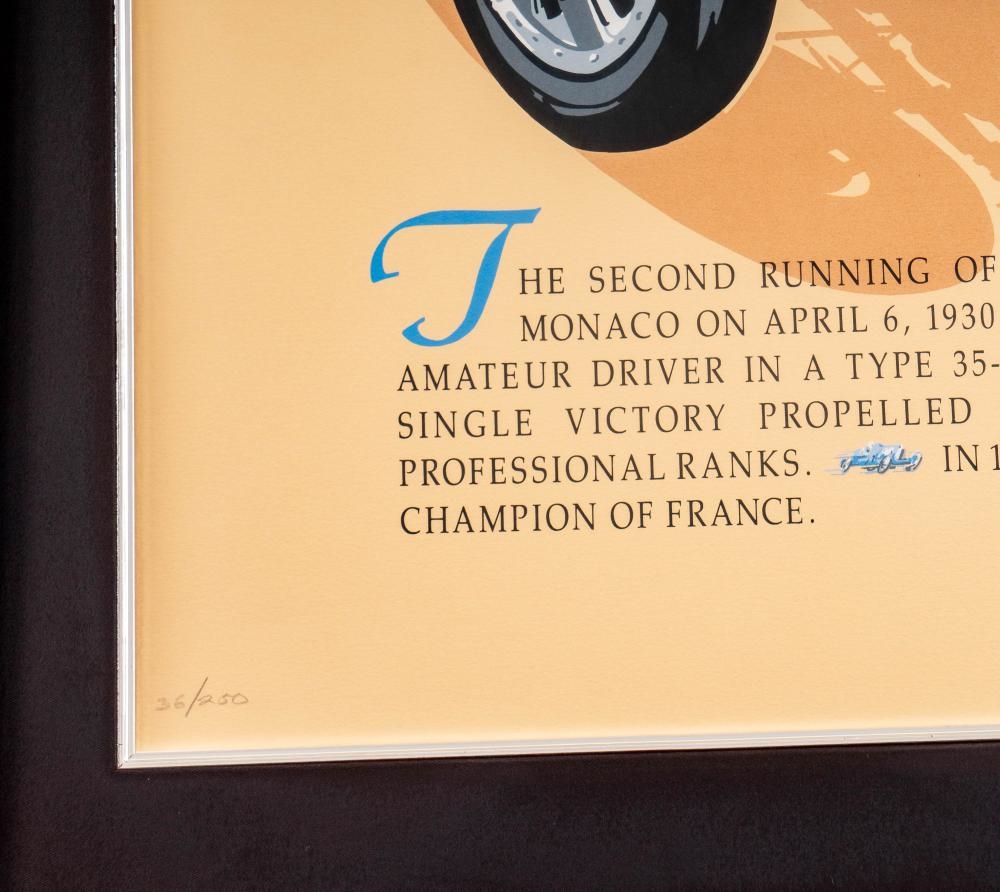 THE SECOND RUNNING OF
MONACO ON APRIL 6, 1930
AMATEUR DRIVER IN A TYPE 35-
SINGLE VICTORY PROPELLED
PROFESSIONAL RANKS. IN 1
CHAMPION OF FRANCE.
36/250